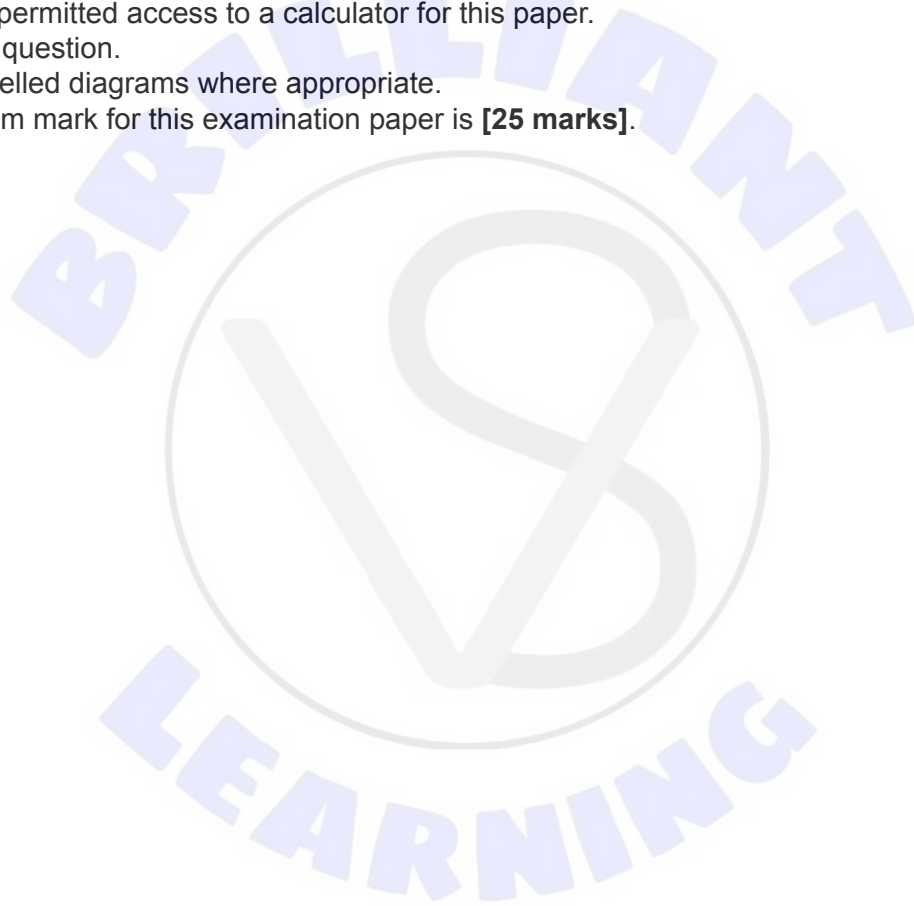 permitted access to a calculator for this paper.
question.
elled diagrams where appropriate.
m mark for this examination paper is [25 marks].
BRILLIANT
VS
LEARNING